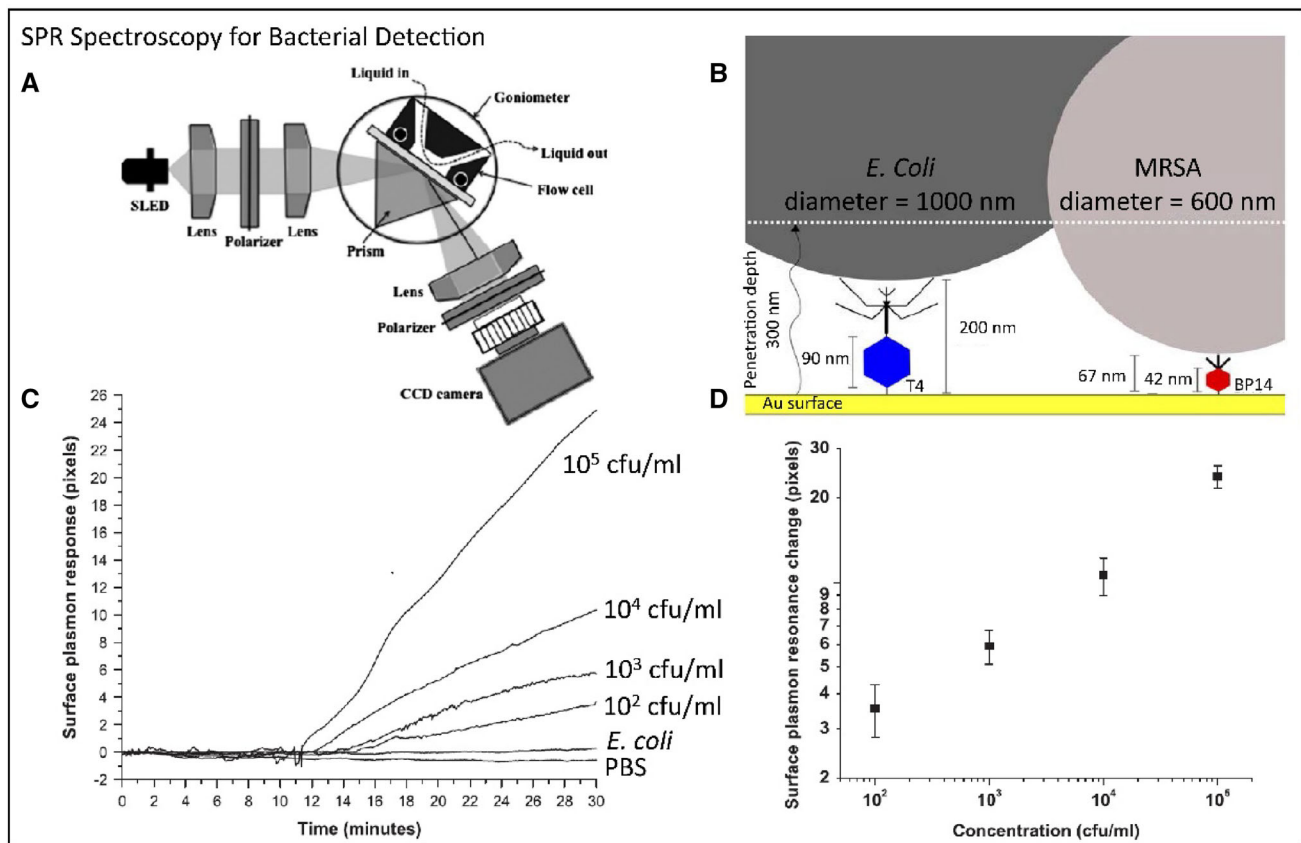 SPR Spectroscopy for Bacterial Detection
A
Liquid in
Goniometer
Liquid out
Flow cell
SLED
Lens
Polarizer
Lens
Prism
Lens
Polarizer
CCD camera
B
E. Coli
diameter = 1000 nm
MRSA
diameter = 600 nm
Penetration depth
300 nm
200 nm
90 nm
T4
67 nm
42 nm
BP14
Au surface
C
Surface plasmon response (pixels)
26
24
22
20
18
16
14
12
10
8
6
4
2
0
-2
10⁵ cfu/ml
10⁴ cfu/ml
10³ cfu/ml
10² cfu/ml
E. coli
PBS
0 2 4 6 8 10 12 14 16 18 20 22 24 26 28 30
Time (minutes)
D
Surface plasmon resonance change (pixels)
30
20
9
8
7
6
5
4
3
2
10² 10³ 10⁴ 10⁵
Concentration (cfu/ml)